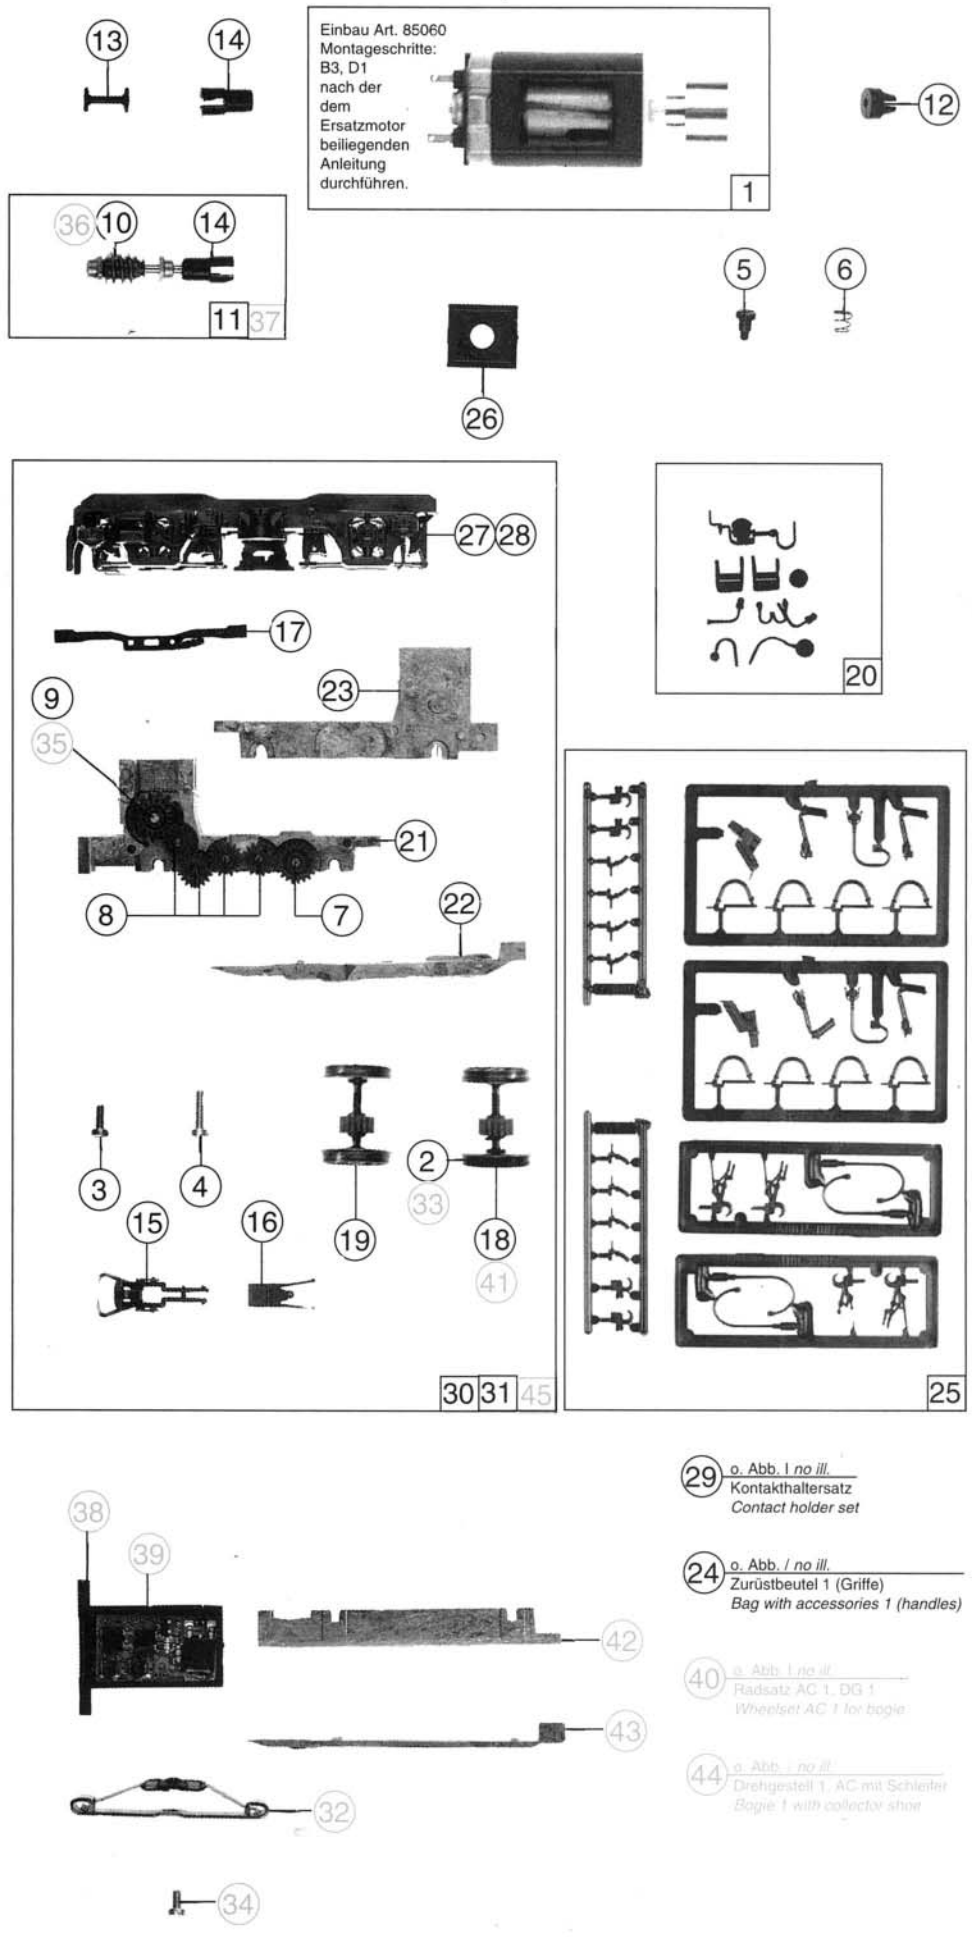 13
14
Einbau Art. 85060
Montageschritte:
B3, D1
nach der
dem
Ersatzmotor
beiliegenden
Anleitung
durchführen.
1
12
36 10
14
11 37
5
6
26
27 28
17
23
9
35
21
8
7
22
3
4
19
2
33
18
41
15
16
30 31 45
20
25
29 o. Abb. I no ill.
Kontakthaltersatz
Contact holder set
24 o. Abb. / no ill.
Zurüstbeutel 1 (Griffe)
Bag with accessories 1 (handles)
38
39
42
40 o. Abb. I no ill.
Radsatz AC 1, DG 1
Wheelset AC 1 for bogie
43
44 o. Abb. / no ill.
Drehgestell 1, AC mit Schleifer
Bogie 1 with collector shoe
32
34